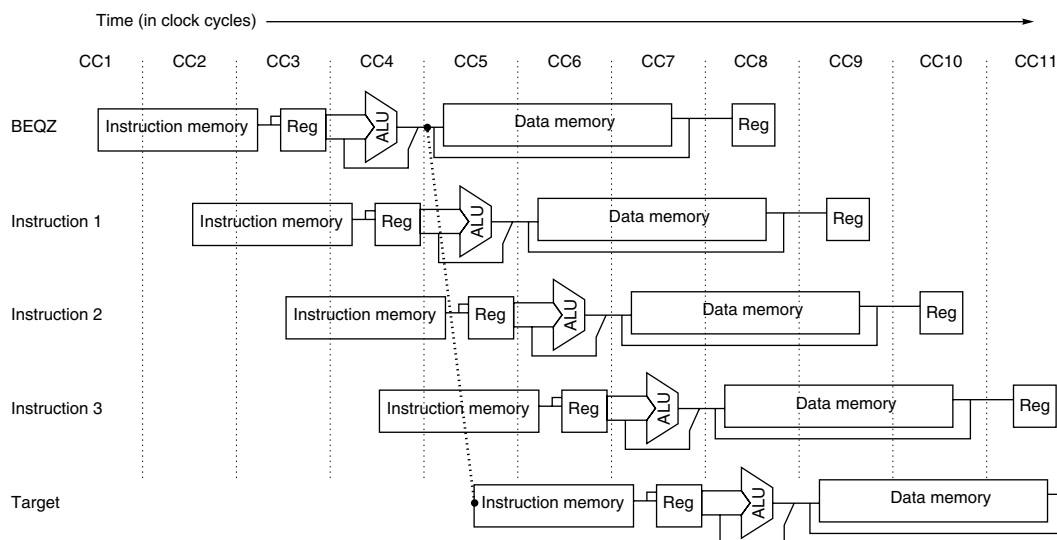 Time (in clock cycles)
CC1 CC2 CC3 CC4 CC5 CC6 CC7 CC8 CC9 CC10 CC11
BEQZ Instruction memory Reg ALU Data memory Reg
Instruction 1 Instruction memory Reg ALU Data memory Reg
Instruction 2 Instruction memory Reg ALU Data memory Reg
Instruction 3 Instruction memory Reg ALU Data memory Reg
Target Instruction memory Reg ALU Data memory